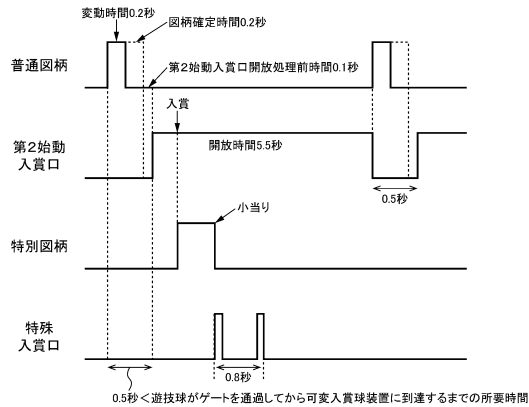 変動時間0.2秒
図柄確定時間0.2秒
普通図柄
第2始動入賞口開放処理前時間0.1秒
入賞
第2始動
入賞口
開放時間5.5秒
0.5秒
小当り
特別図柄
特殊
入賞口
0.8秒
0.5秒<遊技球がゲートを通過してから可変入賞球装置に到達するまでの所要時間